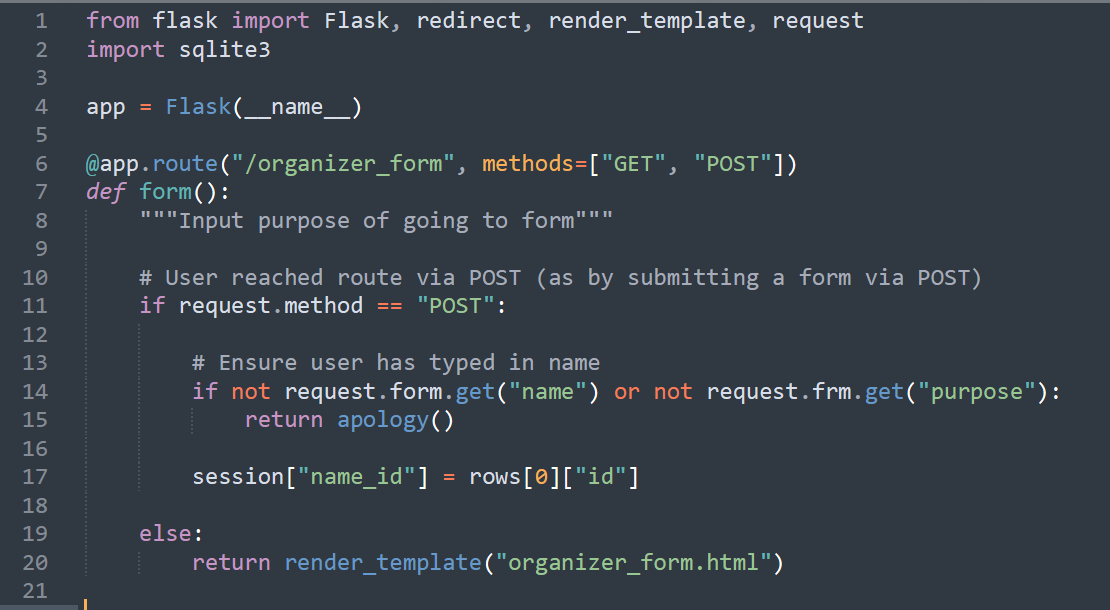 1 from flask import Flask, redirect, render_template, request
2 import sqlite3
3
4 app = Flask(__name__)
5
6 @app.route("/organizer_form", methods=["GET", "POST"])
7 def form():
8     """Input purpose of going to form"""
9
10     # User reached route via POST (as by submitting a form via POST)
11     if request.method == "POST":
12
13         # Ensure user has typed in name
14         if not request.form.get("name") or not request.frm.get("purpose"):
15             return apology()
16
17         session["name_id"] = rows[0]["id"]
18
19     else:
20         return render_template("organizer_form.html")
21